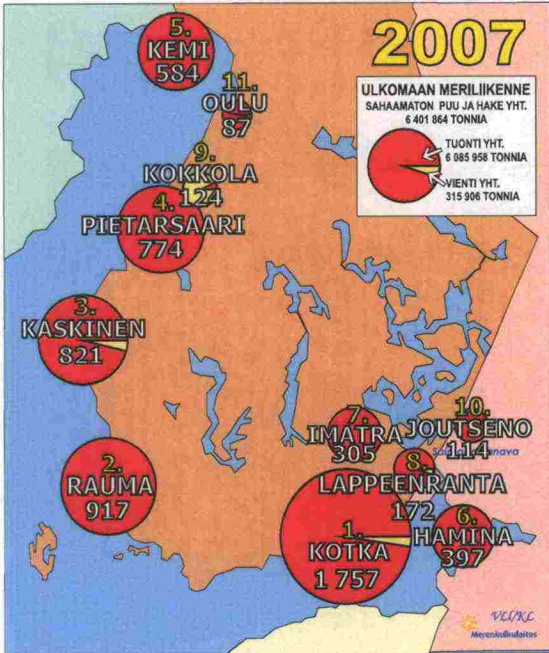 2007
ULKOMAAN MERILIIKENNE
SAHAAMATON PUU JA HAKE YHT.
6 401 864 TONNIA
TUONTI YHT.
6 085 958 TONNIA
VIENTI YHT.
315 906 TONNIA
5.
KEMI
584
11.
OULU
87
9.
KOKKOLA
124
4.
PIETARSAARI
774
3.
KASKINEN
821
2.
RAUMA
917
7.
IMATRA
305
10.
JOUTSENO
114
8.
LAPPEENRANTA
172
1.
KOTKA
1 757
6.
HAMINA
397
VLI/KL
Merenkulkulaitos